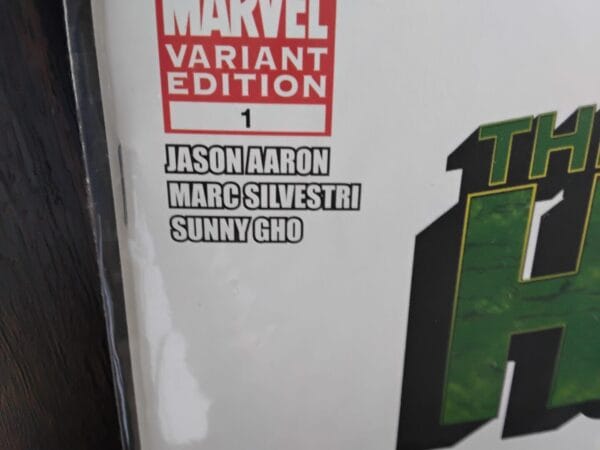 MARVEL
VARIANT
EDITION
1
JASON AARON
MARC SILVESTRI
SUNNY GHO